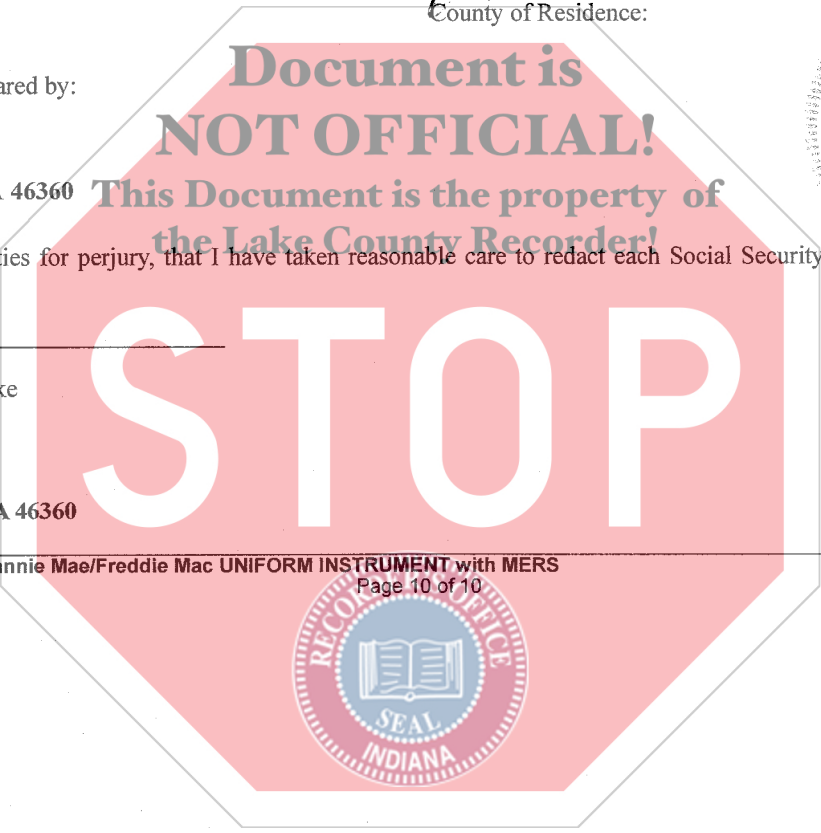 County of Residence:
Document is
ared by:
NOT OFFICIAL!
A 46360
This Document is the property of
the Lake County Recorder!
ties for perjury, that I have taken reasonable care to redact each Social Security
STOP
ke
A 46360
annie Mae/Freddie Mac UNIFORM INSTRUMENT with MERS
Page 10 of 10
RECORDER'S OFFICE
SEAL
INDIANA